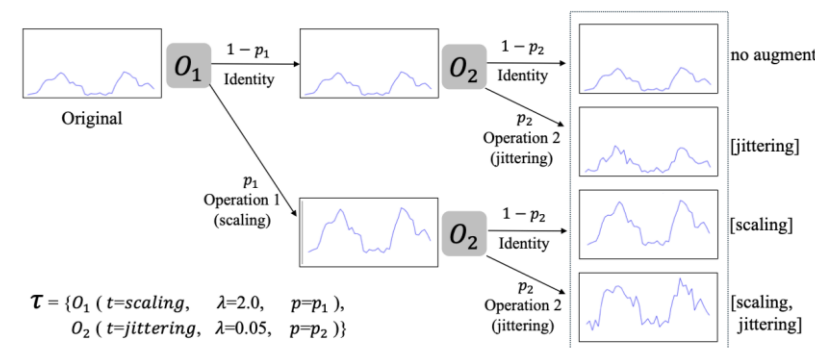 Original
O₁
1 − p₁
Identity
p₁
Operation 1
(scaling)
O₂
1 − p₂
Identity
p₂
Operation 2
(jittering)
O₂
1 − p₂
Identity
p₂
Operation 2
(jittering)
no augment
[jittering]
[scaling]
[scaling,
jittering]
𝝉 = {O₁ ( t=scaling, λ=2.0, p=p₁ ),
O₂ ( t=jittering, λ=0.05, p=p₂ )}